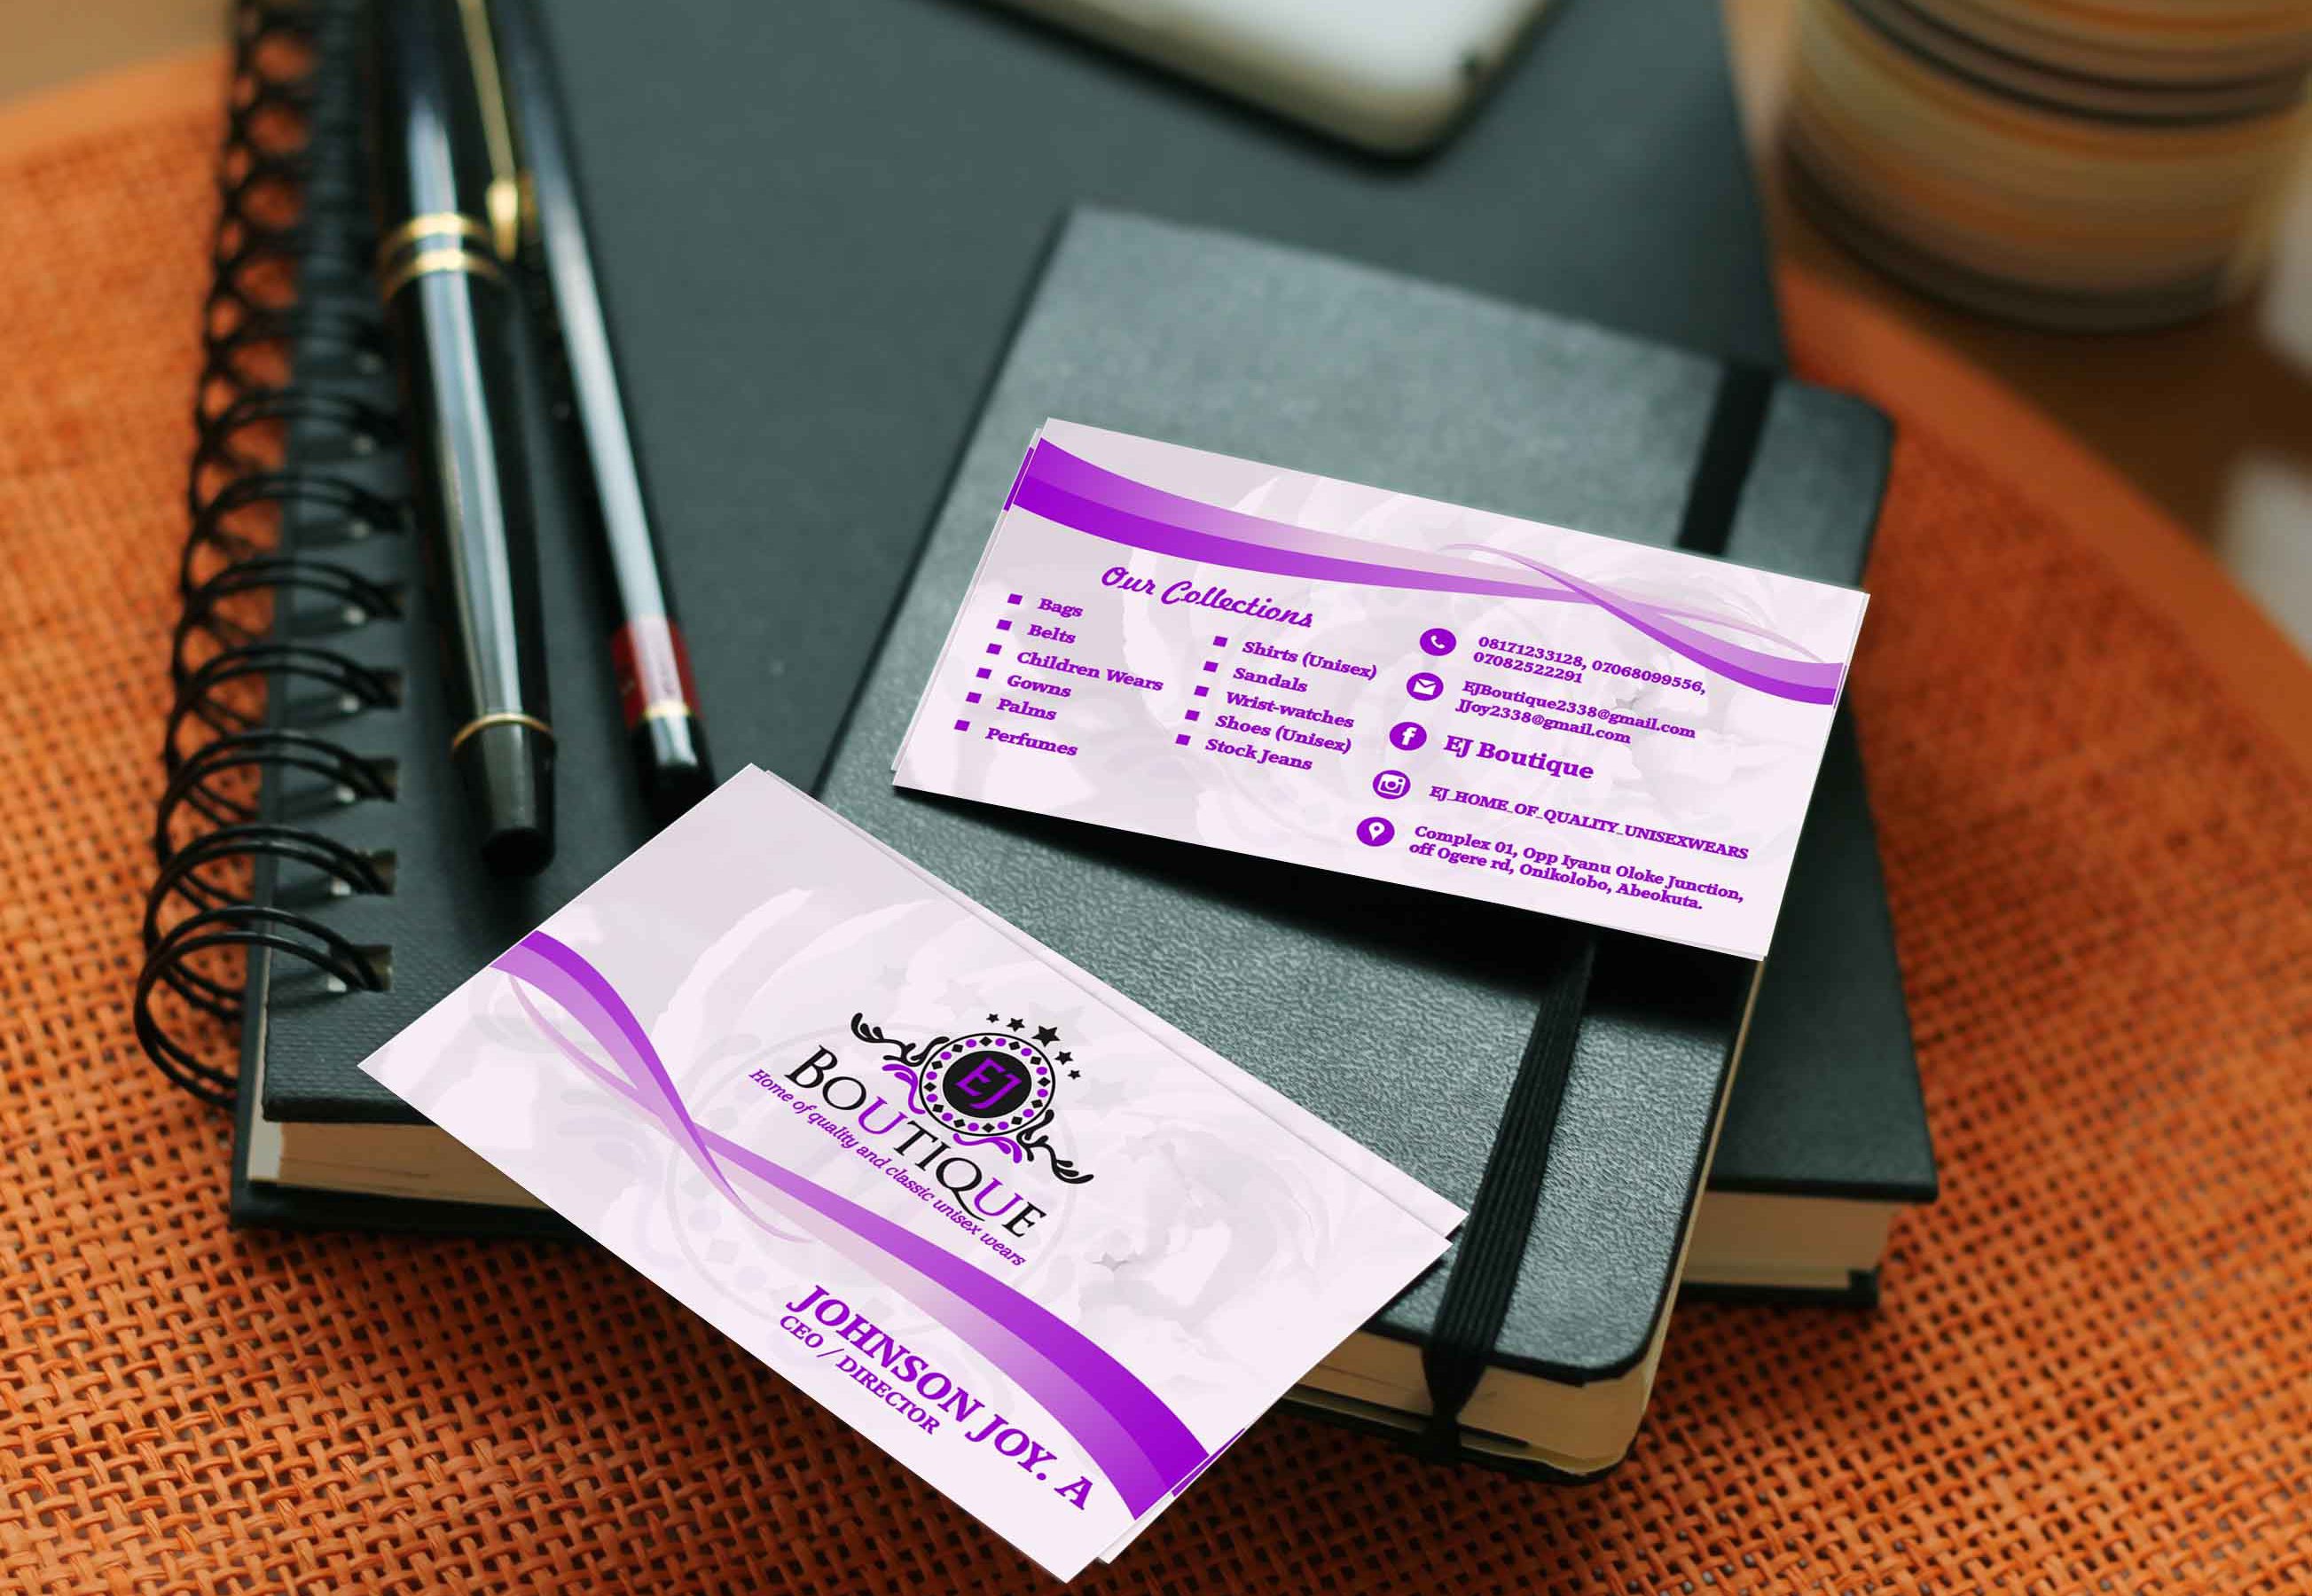 Our Collections
Bags
Belts
Children Wears
Gowns
Palms
Perfumes
Shirts (Unisex)
Sandals
Wrist-watches
Shoes (Unisex)
Stock Jeans
08171233128, 07068099556,
07082522291
EJBoutique2338@gmail.com
JJoy2338@gmail.com
EJ Boutique
EJ_HOME_OF_QUALITY_UNISEXWEARS
Complex 01, Opp Iyanu Oloke Junction,
off Ogere rd, Onikolobo, Abeokuta.
EJ
BOUTIQUE
Home of quality and classic unisex wears
JOHNSON JOY. A
CEO / DIRECTOR